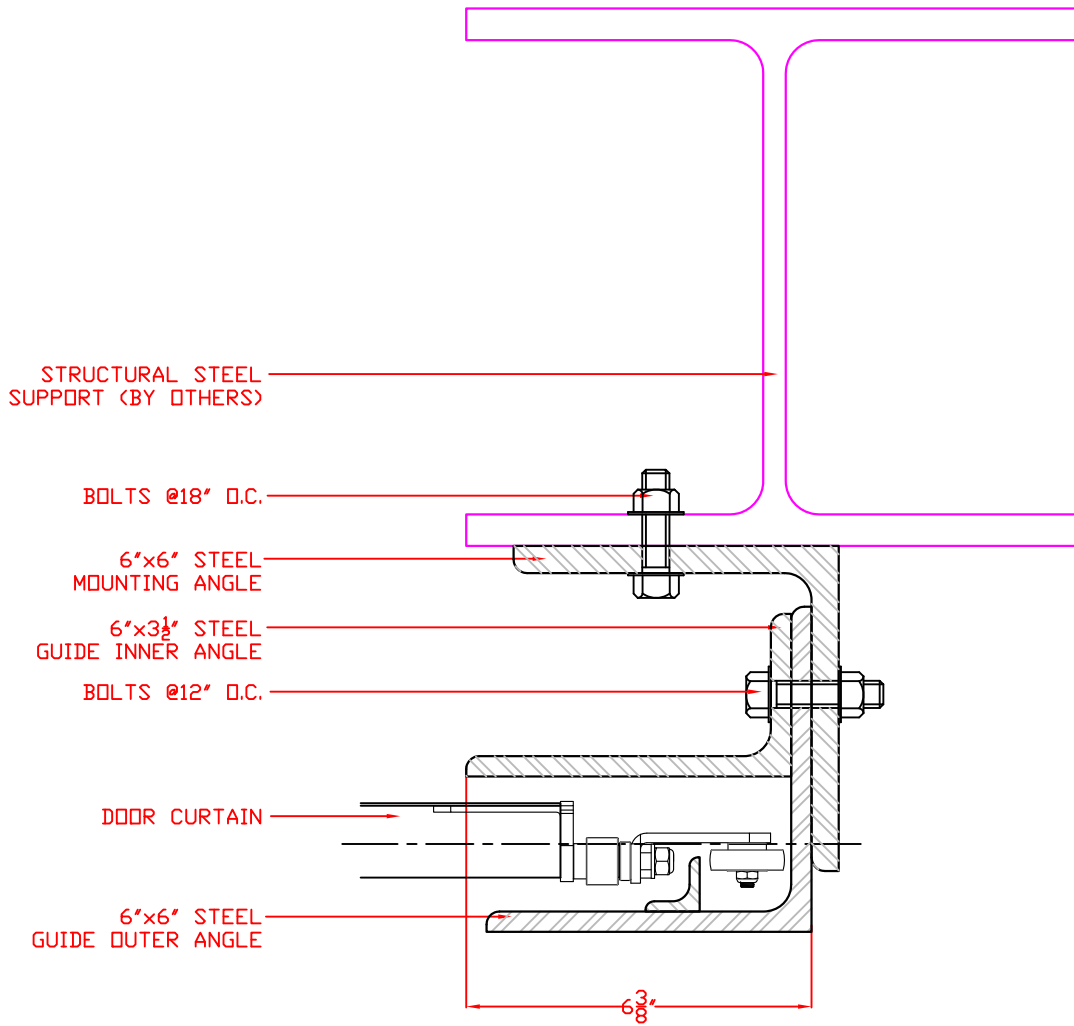 STRUCTURAL STEEL
SUPPORT (BY OTHERS)
BOLTS @18" O.C.
6"x6" STEEL
MOUNTING ANGLE
6"x3½" STEEL
GUIDE INNER ANGLE
BOLTS @12" O.C.
DOOR CURTAIN
6"x6" STEEL
GUIDE OUTER ANGLE
6⅜"